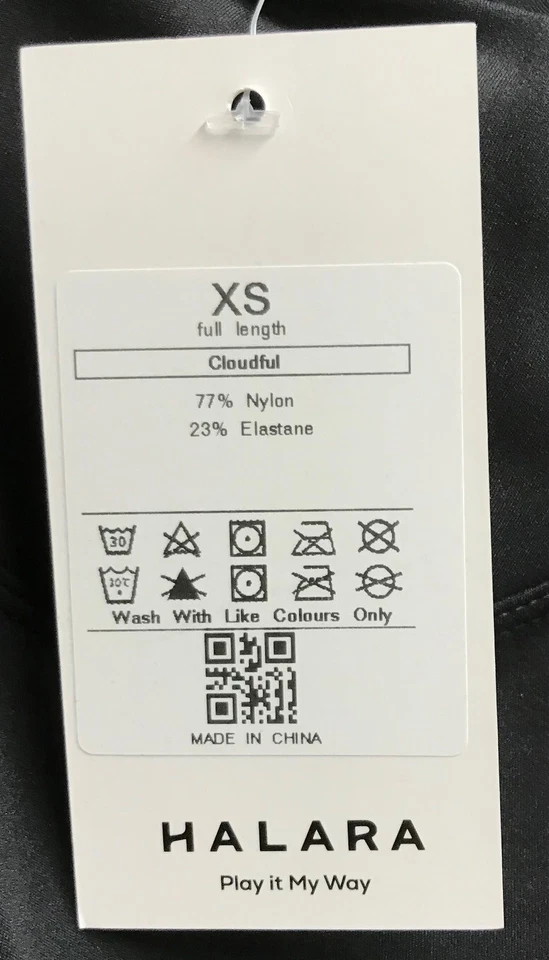 XS
full length
Cloudful
77% Nylon
23% Elastane
30
30°C
Wash With Like Colours Only
MADE IN CHINA
HALARA
Play it My Way